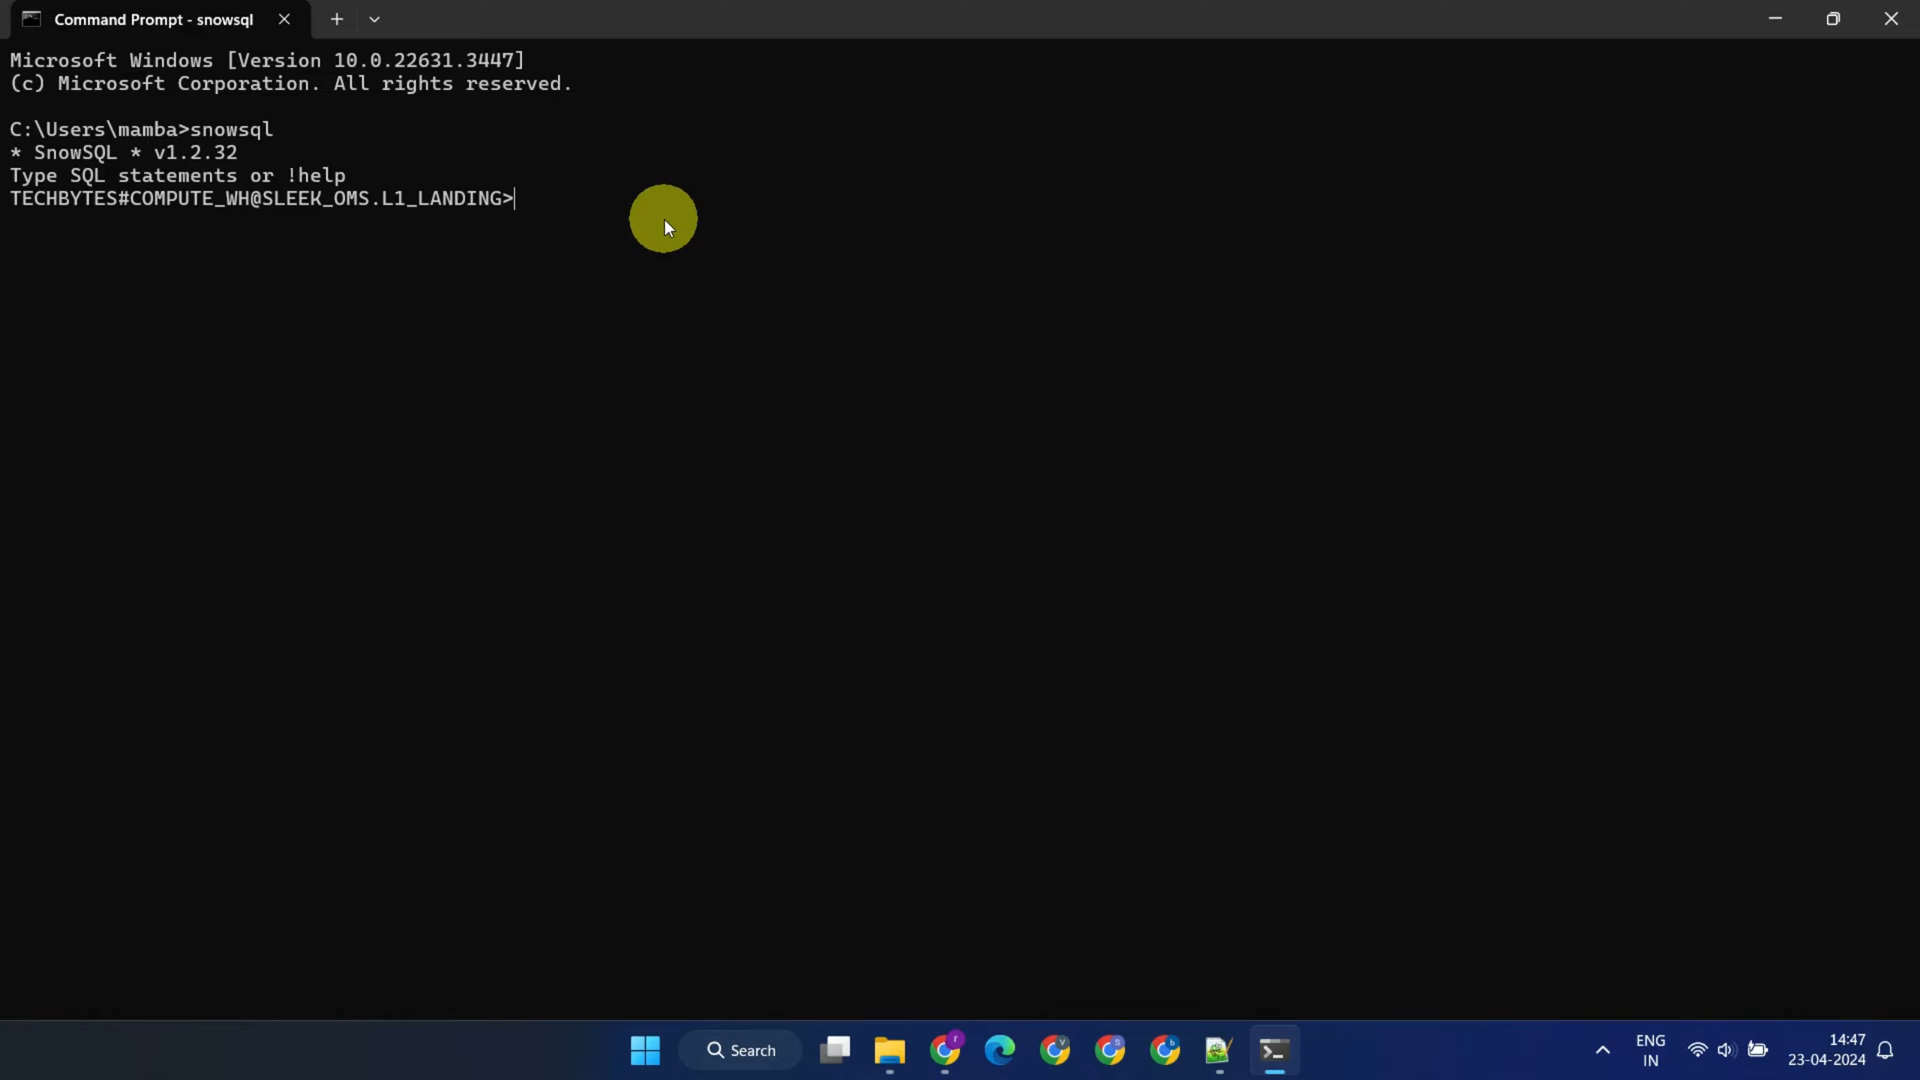 Command Prompt - snowsql
Microsoft Windows [Version 10.0.22631.3447]
(c) Microsoft Corporation. All rights reserved.
C:\Users\mamba>snowsql
* SnowSQL * v1.2.32
Type SQL statements or !help
TECHBYTES#COMPUTE_WH@SLEEK_OMS.L1_LANDING>
Search
r
V
S
b
ENG
IN
14:47
23-04-2024